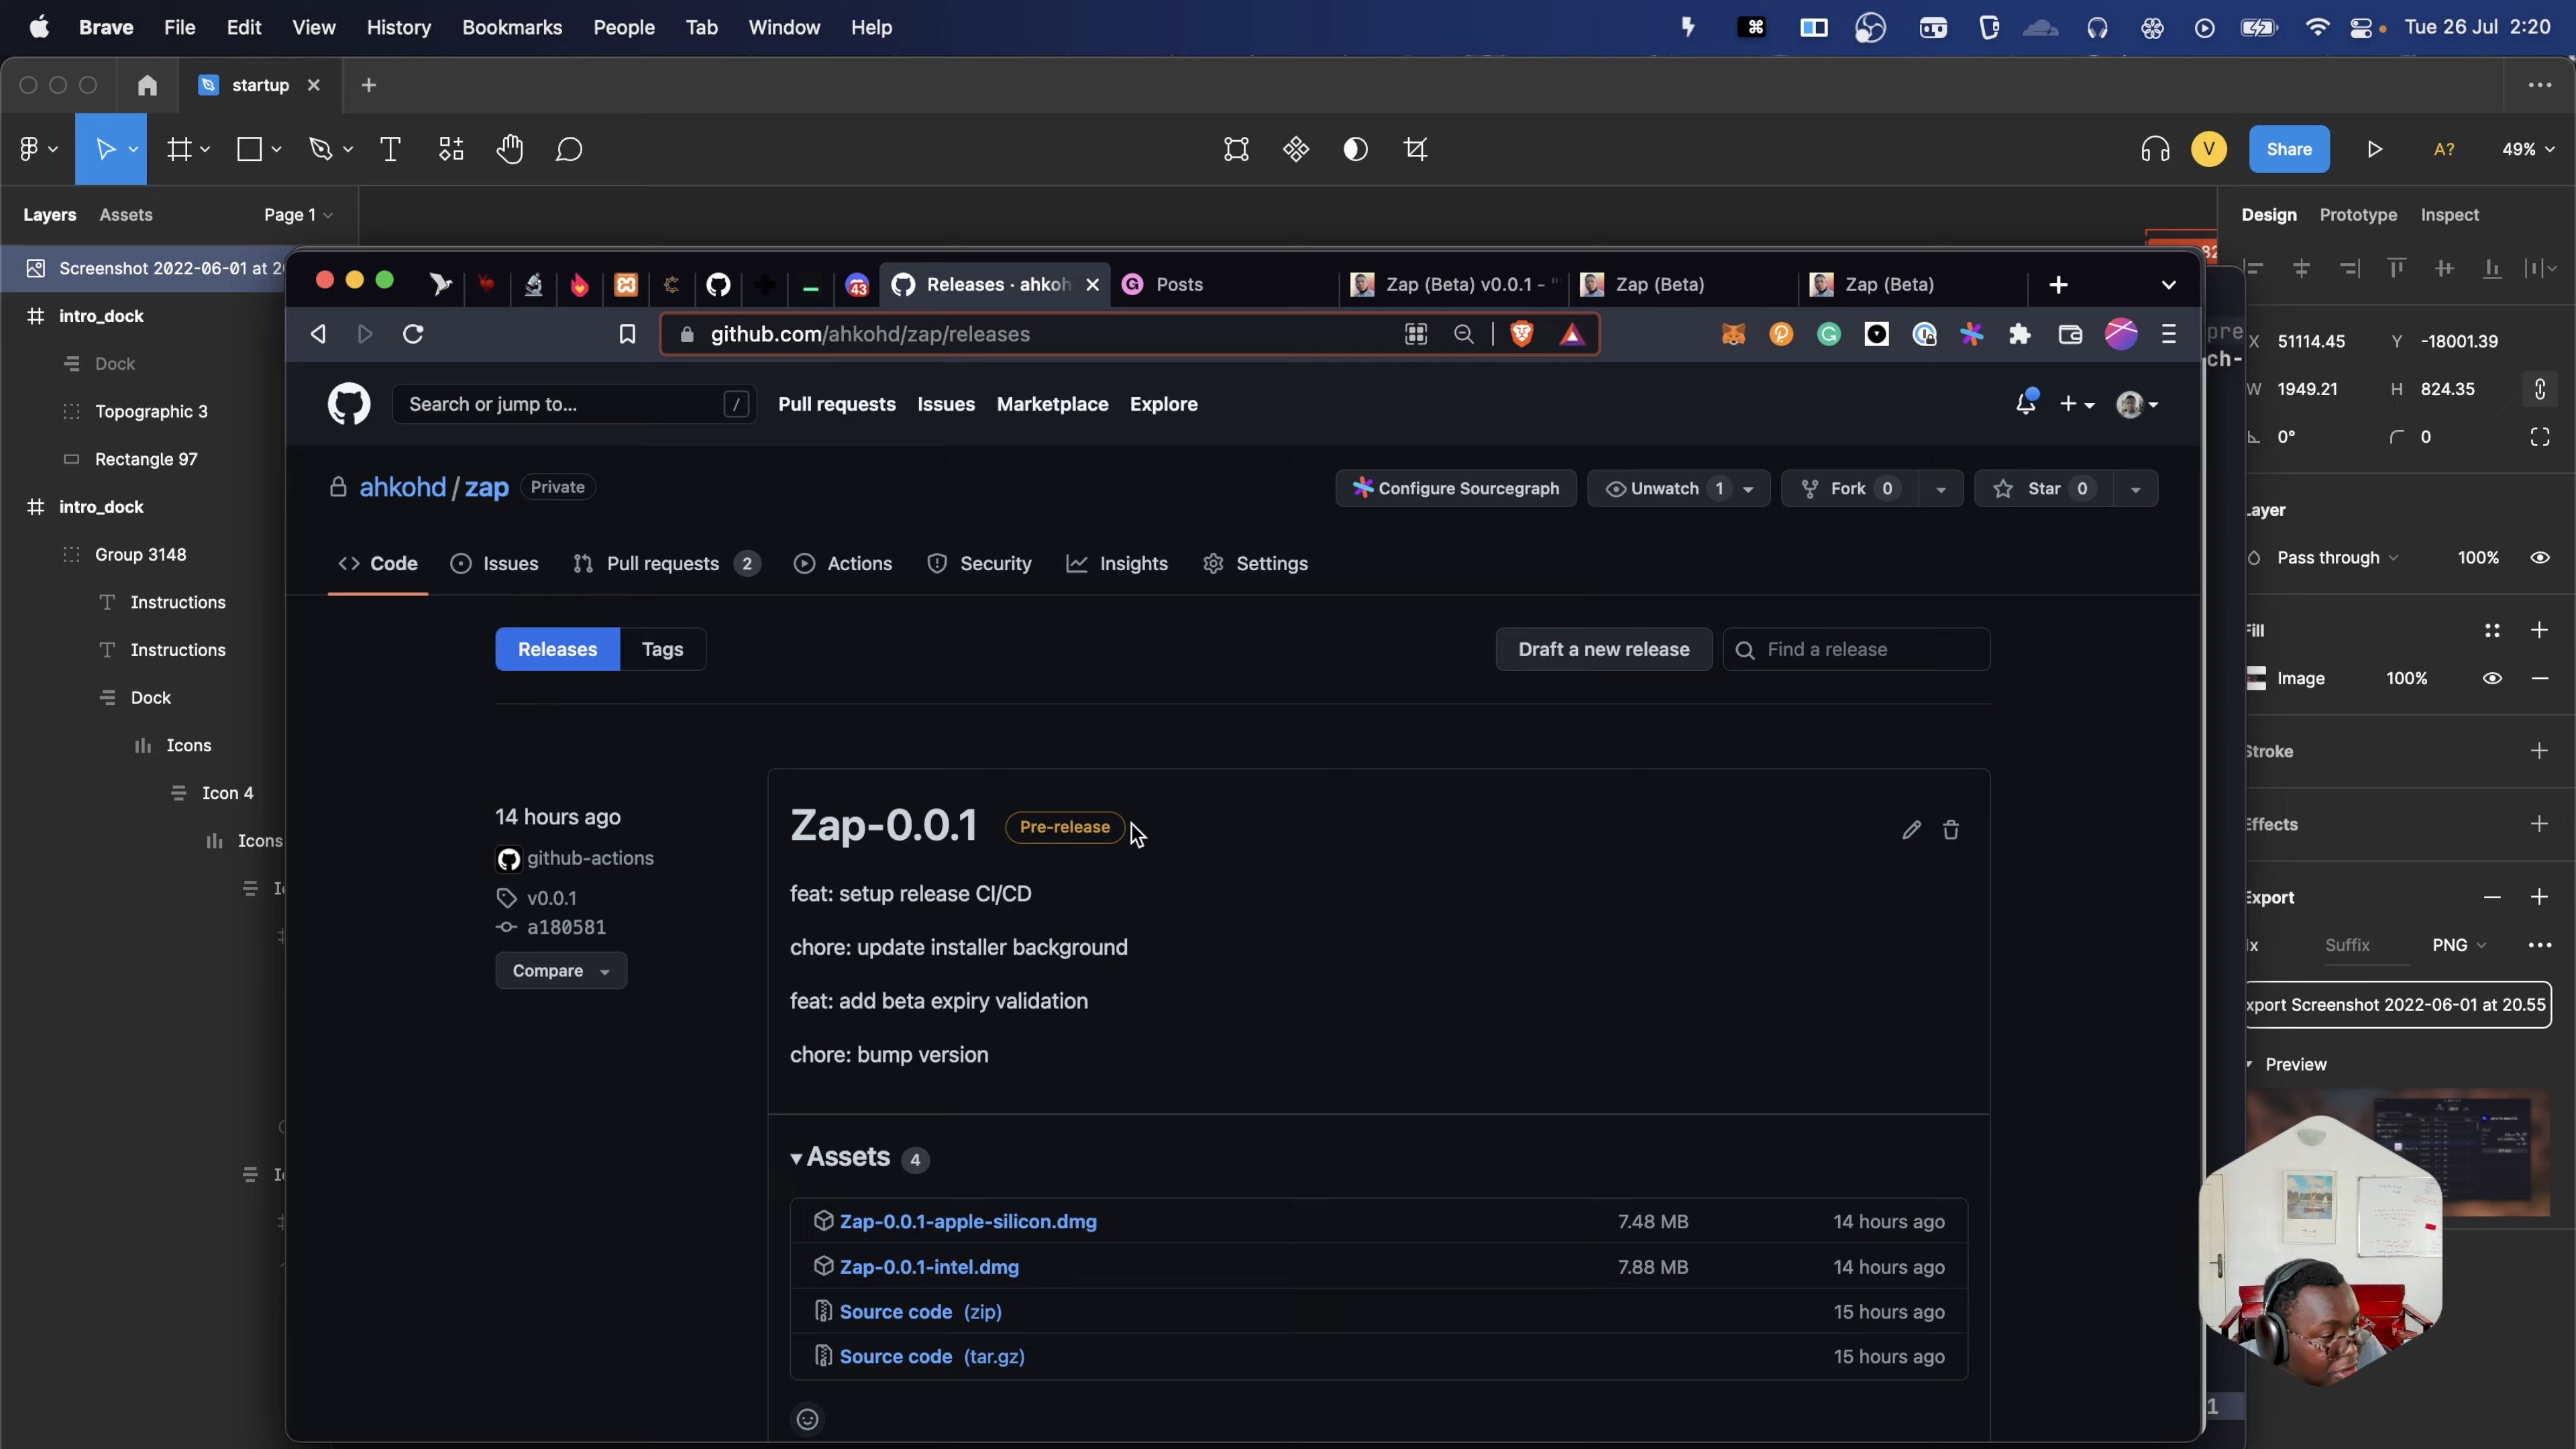 Brave File Edit View History Bookmarks People Tab Window Help Tue 26 Jul 2:20
startup
V Share A? 49%
Layers Assets Page 1
Design Prototype Inspect
Screenshot 2022-06-01 at 2
intro_dock
Dock
Topographic 3
Rectangle 97
intro_dock
Group 3148
Instructions
Instructions
Dock
Icons
Icon 4
Icons
43 Releases · ahkoh Posts Zap (Beta) v0.0.1 - " Zap (Beta) Zap (Beta)
github.com/ahkohd/zap/releases
Search or jump to... / Pull requests Issues Marketplace Explore
ahkohd / zap Private Configure Sourcegraph Unwatch 1 Fork 0 Star 0
Code Issues Pull requests 2 Actions Security Insights Settings
Releases Tags Draft a new release Find a release
14 hours ago
github-actions
v0.0.1
a180581
Compare
Zap-0.0.1 Pre-release
feat: setup release CI/CD
chore: update installer background
feat: add beta expiry validation
chore: bump version
Assets 4
Zap-0.0.1-apple-silicon.dmg 7.48 MB 14 hours ago
Zap-0.0.1-intel.dmg 7.88 MB 14 hours ago
Source code (zip) 15 hours ago
Source code (tar.gz) 15 hours ago
82
pre
ch-
X 51114.45 Y -18001.39
W 1949.21 H 824.35
0° 0
Layer
Pass through 100%
Fill
Image 100%
Stroke
Effects
Export
1x Suffix PNG
xport Screenshot 2022-06-01 at 20.55
Preview
1